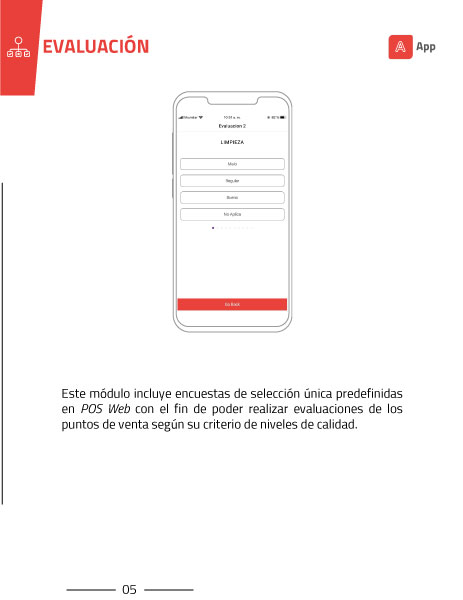 EVALUACIÓN
App
Movistar
10:34 a. m.
80 %
Evaluacion 2
LIMPIEZA
Malo
Regular
Bueno
No Aplica
Go Back
Este módulo incluye encuestas de selección única predefinidas
en POS Web con el fin de poder realizar evaluaciones de los
puntos de venta según su criterio de niveles de calidad.
05